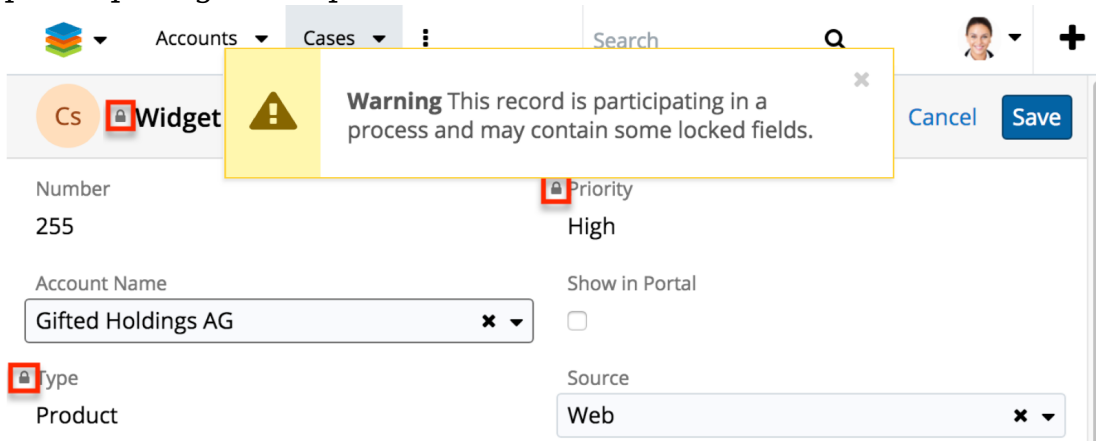 Accounts Cases Search
Warning This record is participating in a
process and may contain some locked fields.
Cs Widget Cancel Save
Number Priority
255 High
Account Name Show in Portal
Gifted Holdings AG
Type Source
Product Web